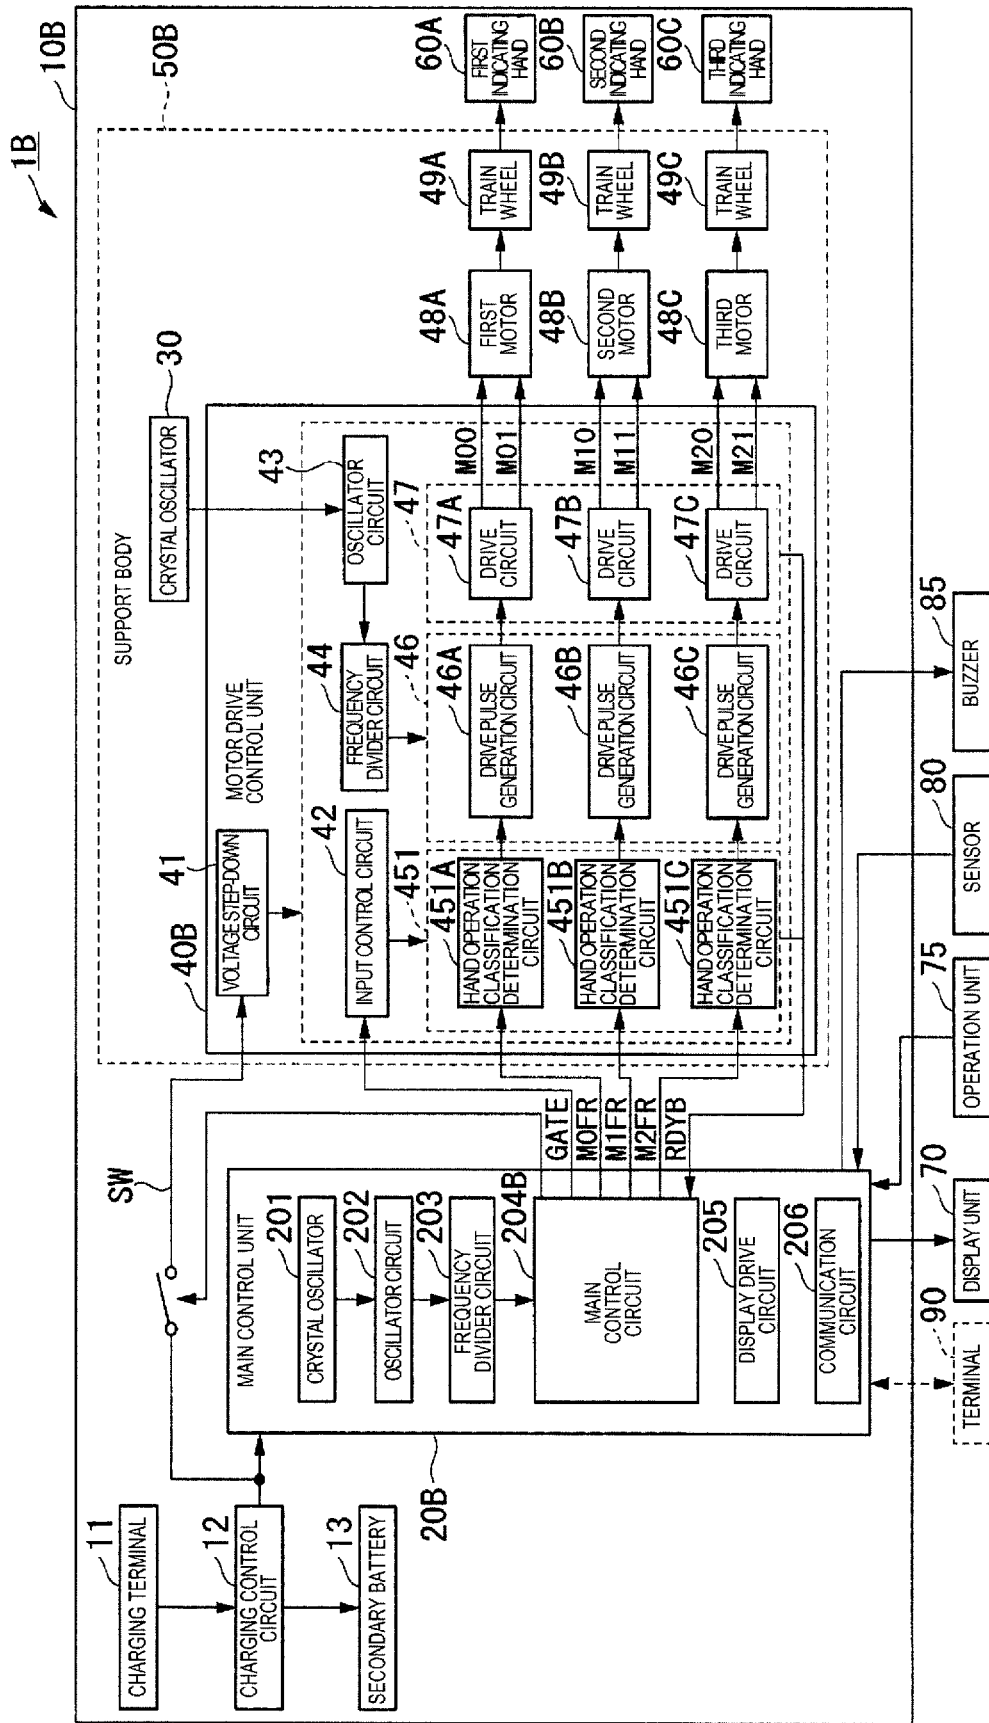 1B
10B
11
CHARGING TERMINAL
12
CHARGING CONTROL
CIRCUIT
13
SECONDARY BATTERY
SW
20B
MAIN CONTROL UNIT
201
CRYSTAL OSCILLATOR
202
OSCILLATOR CIRCUIT
203
FREQUENCY
DIVIDER CIRCUIT
204B
MAIN
CONTROL
CIRCUIT
205
DISPLAY DRIVE
CIRCUIT
206
COMMUNICATION
CIRCUIT
GATE
M0FR
M1FR
M2FR
RDYB
50B
SUPPORT BODY
30
CRYSTAL OSCILLATOR
40B
41
VOLTAGE STEP-DOWN
CIRCUIT
MOTOR DRIVE
CONTROL UNIT
42
INPUT CONTROL CIRCUIT
44
FREQUENCY
DIVIDER CIRCUIT
43
OSCILLATOR
CIRCUIT
451
46
47
451A
HAND OPERATION
CLASSIFICATION
DETERMINATION
CIRCUIT
46A
DRIVE PULSE
GENERATION CIRCUIT
47A
DRIVE
CIRCUIT
M00
M01
48A
FIRST
MOTOR
49A
TRAIN
WHEEL
60A
FIRST
INDICATING
HAND
451B
HAND OPERATION
CLASSIFICATION
DETERMINATION
CIRCUIT
46B
DRIVE PULSE
GENERATION CIRCUIT
47B
DRIVE
CIRCUIT
M10
M11
48B
SECOND
MOTOR
49B
TRAIN
WHEEL
60B
SECOND
INDICATING
HAND
451C
HAND OPERATION
CLASSIFICATION
DETERMINATION
CIRCUIT
46C
DRIVE PULSE
GENERATION CIRCUIT
47C
DRIVE
CIRCUIT
M20
M21
48C
THIRD
MOTOR
49C
TRAIN
WHEEL
60C
THIRD
INDICATING
HAND
90
TERMINAL
70
DISPLAY UNIT
75
OPERATION UNIT
80
SENSOR
85
BUZZER